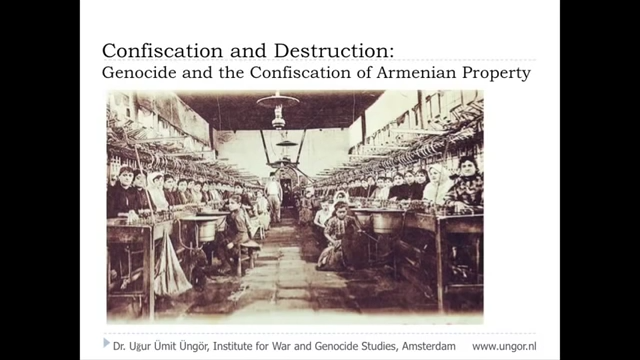 Confiscation and Destruction:
Genocide and the Confiscation of Armenian Property
Dr. Uğur Ümit Üngör, Institute for War and Genocide Studies, Amsterdam www.ungor.nl